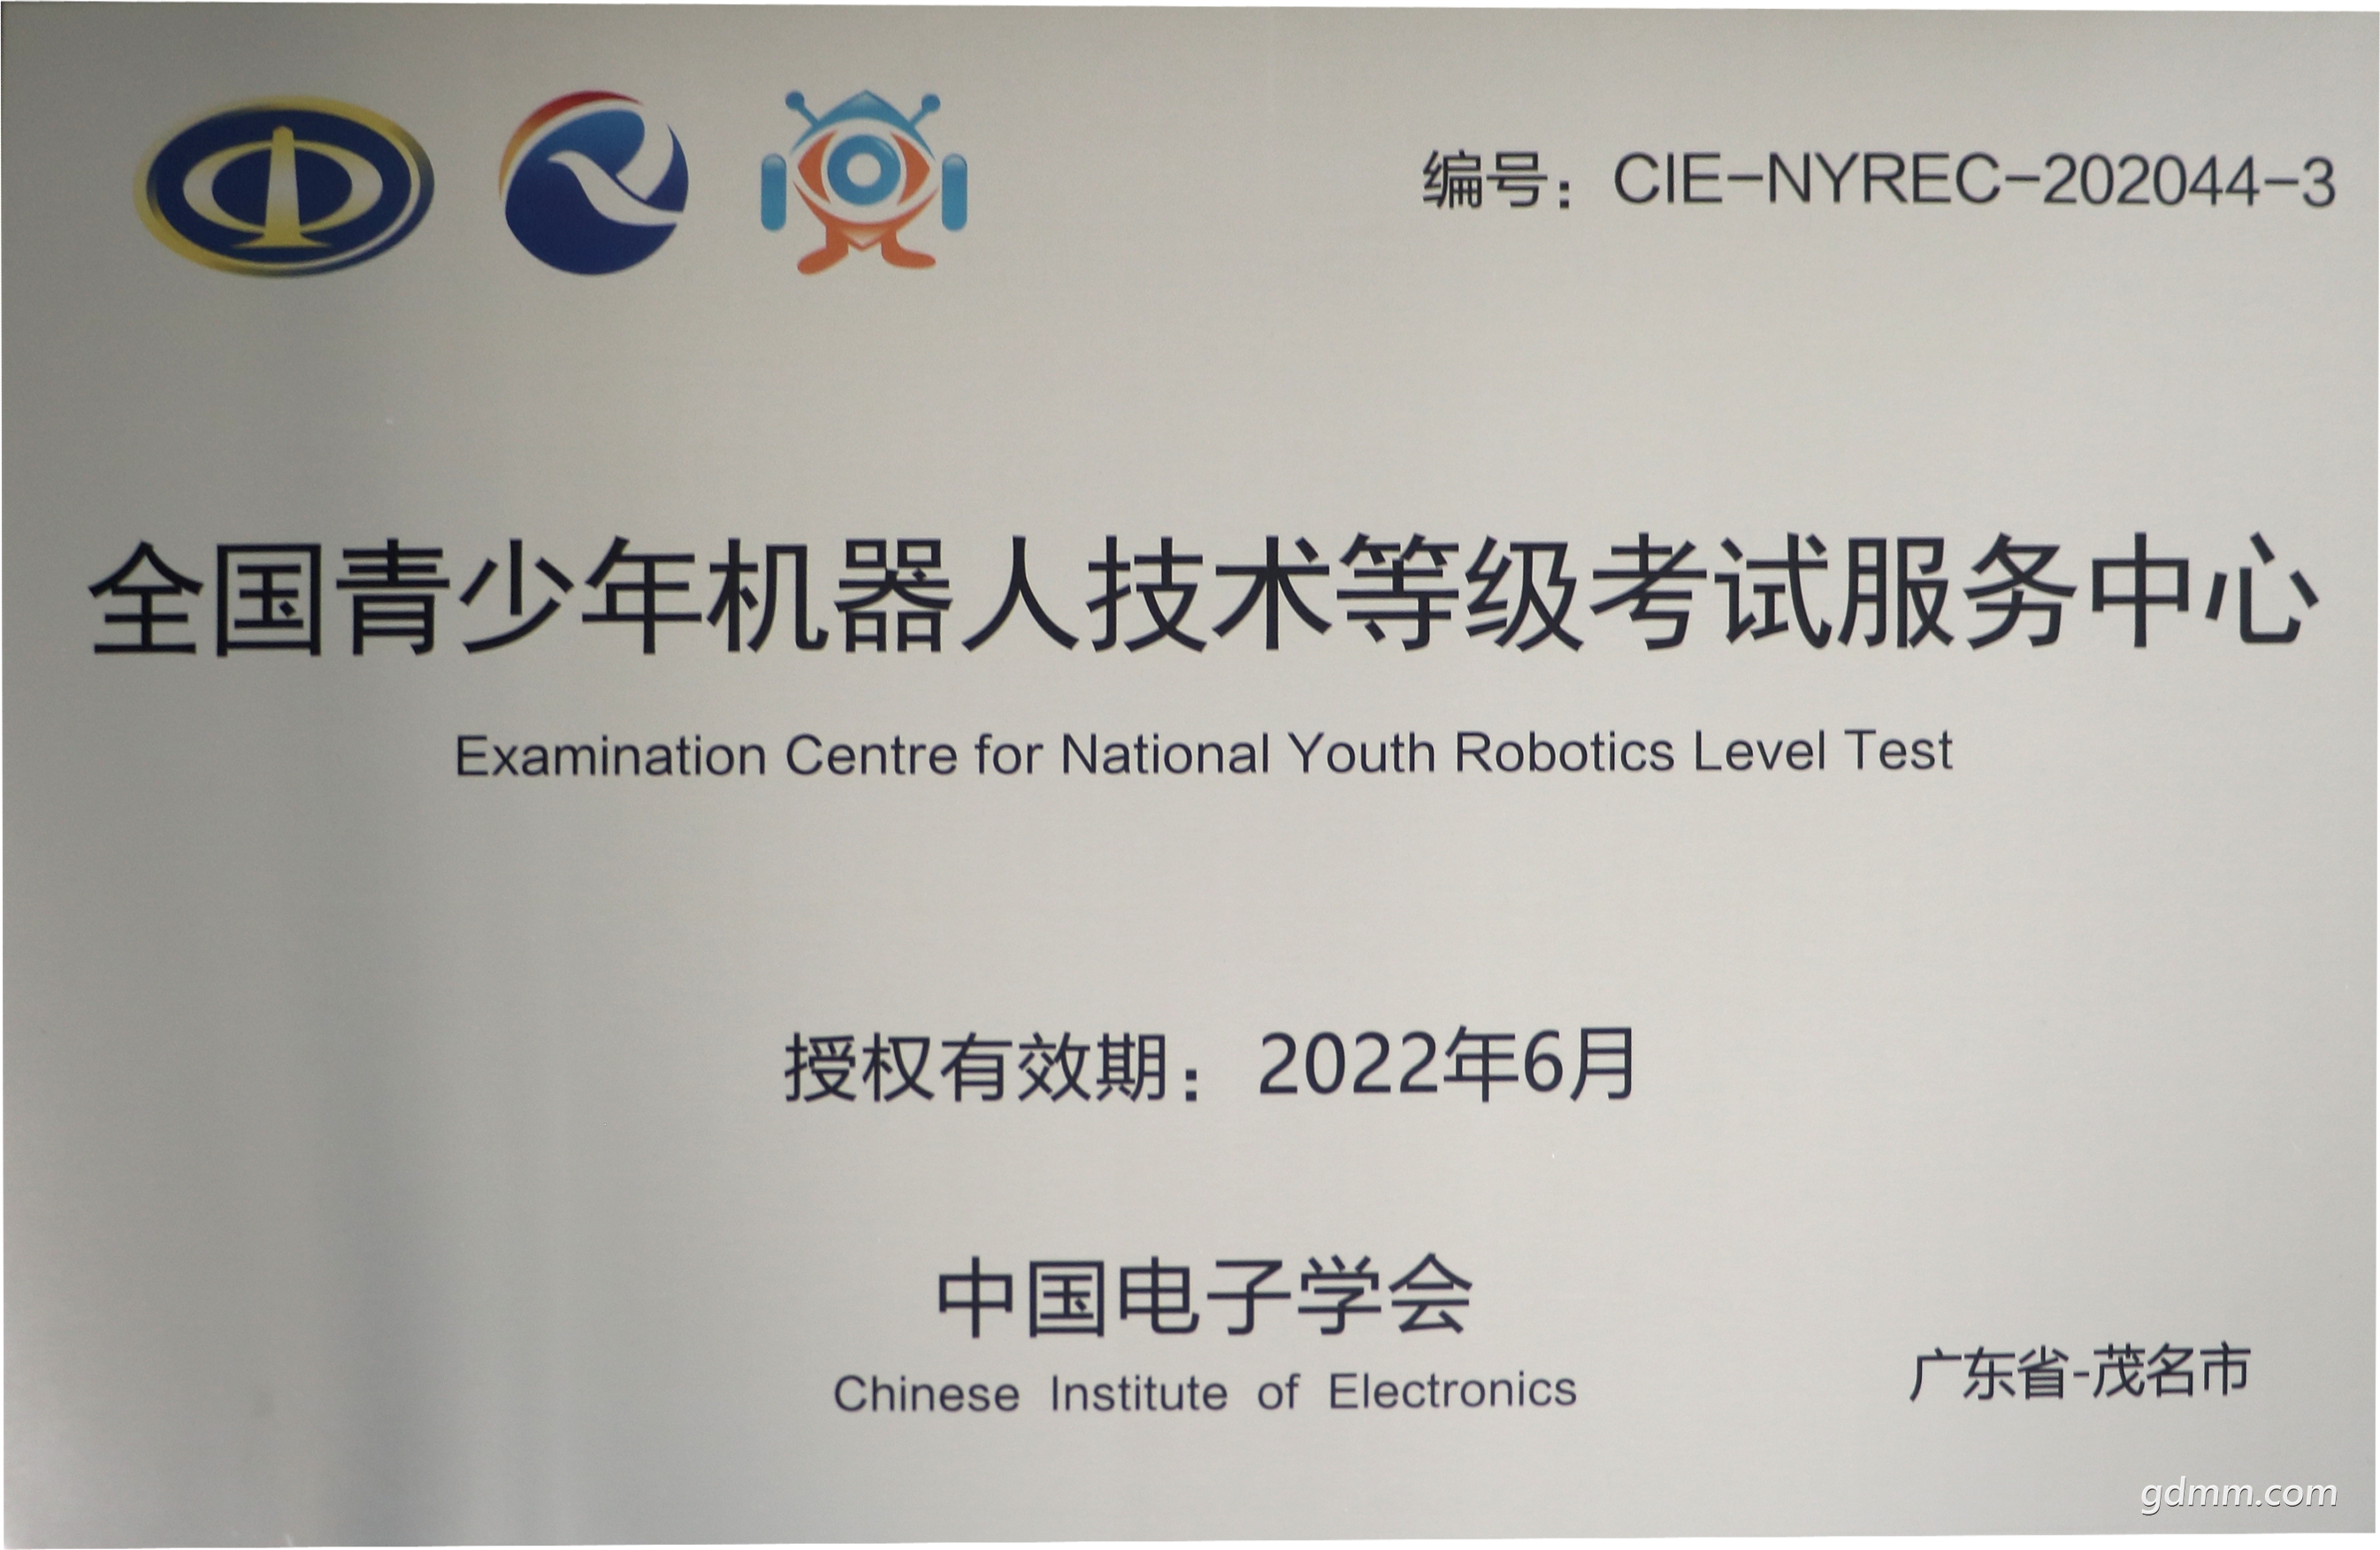 编号：CIE-NYREC-202044-3
全国青少年机器人技术等级考试服务中心
Examination Centre for National Youth Robotics Level Test
授权有效期：2022年6月
中国电子学会
Chinese Institute of Electronics
广东省-茂名市
gdmm.com